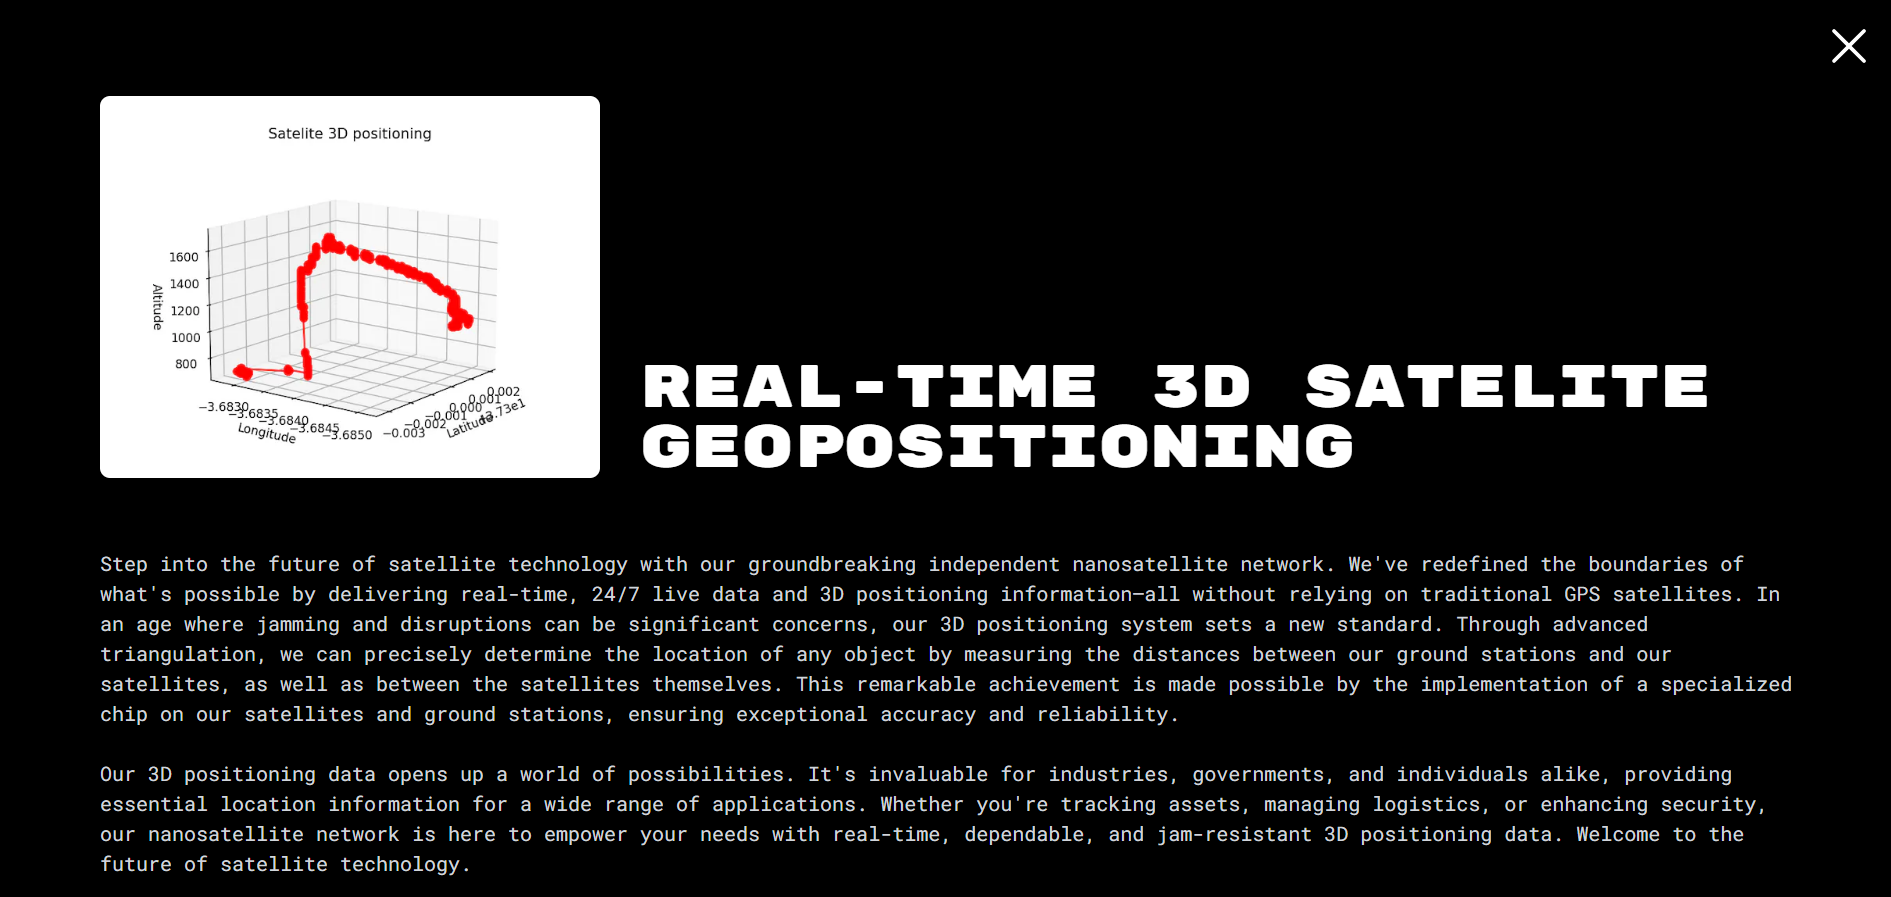 Satelite 3D positioning
1600
1400
1200
1000
800
Altitude
−3.6830
−3.6835
−3.6840
−3.6845
−3.6850
Longitude
−0.003
−0.002
−0.001
0.000
0.001
0.002
Latitude
REAL-TIME 3D SATELITE
GEOPOSITIONING
Step into the future of satellite technology with our groundbreaking independent nanosatellite network. We've redefined the boundaries of
what's possible by delivering real-time, 24/7 live data and 3D positioning information—all without relying on traditional GPS satellites. In
an age where jamming and disruptions can be significant concerns, our 3D positioning system sets a new standard. Through advanced
triangulation, we can precisely determine the location of any object by measuring the distances between our ground stations and our
satellites, as well as between the satellites themselves. This remarkable achievement is made possible by the implementation of a specialized
chip on our satellites and ground stations, ensuring exceptional accuracy and reliability.
Our 3D positioning data opens up a world of possibilities. It's invaluable for industries, governments, and individuals alike, providing
essential location information for a wide range of applications. Whether you're tracking assets, managing logistics, or enhancing security,
our nanosatellite network is here to empower your needs with real-time, dependable, and jam-resistant 3D positioning data. Welcome to the
future of satellite technology.